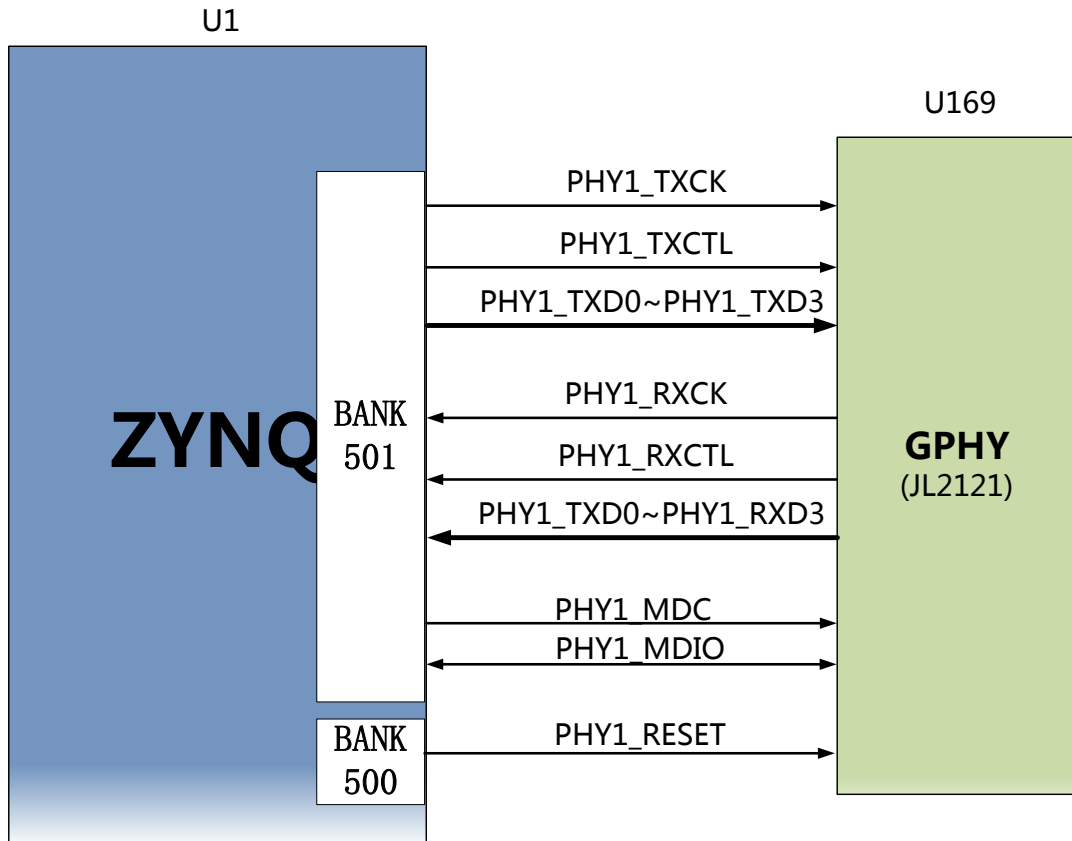 U1
U169
PHY1_TXCK
PHY1_TXCTL
PHY1_TXD0~PHY1_TXD3
PHY1_RXCK
PHY1_RXCTL
PHY1_TXD0~PHY1_RXD3
PHY1_MDC
PHY1_MDIO
PHY1_RESET
ZYNQ
BANK
501
BANK
500
GPHY
(JL2121)